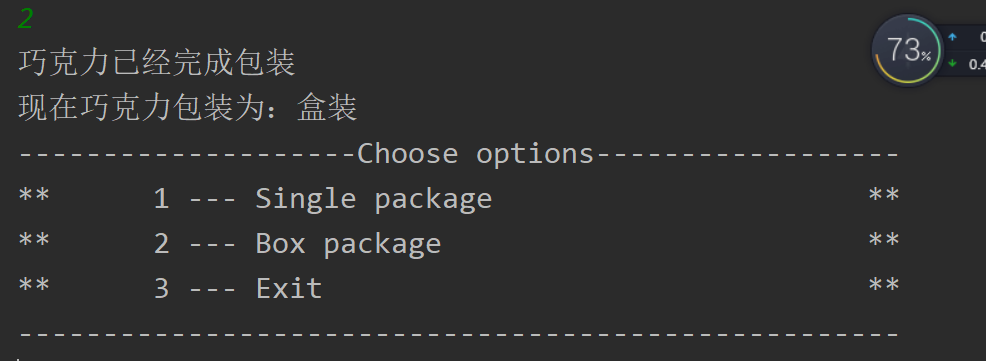 2
巧克力已经完成包装
现在巧克力包装为：盒装
--------------------Choose options------------------
** 1 --- Single package **
** 2 --- Box package **
** 3 --- Exit **
----------------------------------------------------
73%
0.4